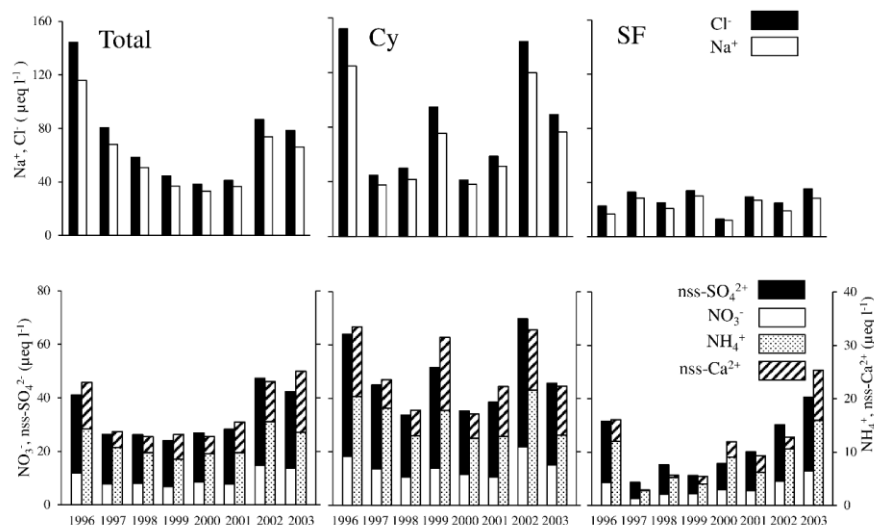 Total
Cy
SF
Cl⁻
Na⁺
Na⁺, Cl⁻ ( μeq l⁻¹)
160
120
80
40
0
nss-SO₄²⁺
NO₃⁻
NH₄⁺
nss-Ca²⁺
NO₃⁻, nss-SO₄²⁻ (μeq l⁻¹)
80
60
40
20
0
NH₄⁺, nss-Ca²⁺ (μeq l⁻¹)
40
30
20
10
0
1996 1997 1998 1999 2000 2001 2002 2003
1996 1997 1998 1999 2000 2001 2002 2003
1996 1997 1998 1999 2000 2001 2002 2003